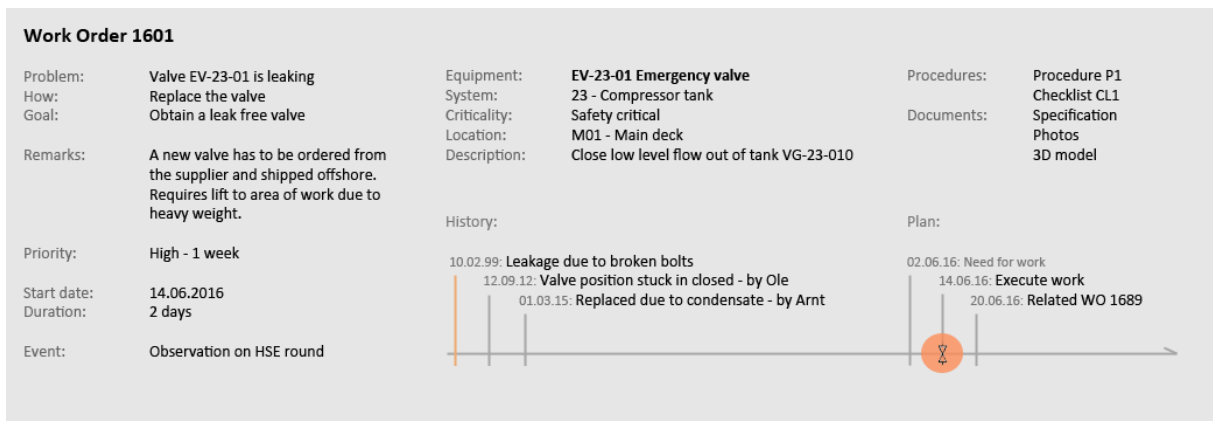 Work Order 1601
Problem: Valve EV-23-01 is leaking
How: Replace the valve
Goal: Obtain a leak free valve
Remarks: A new valve has to be ordered from
the supplier and shipped offshore.
Requires lift to area of work due to
heavy weight.
Priority: High - 1 week
Start date: 14.06.2016
Duration: 2 days
Event: Observation on HSE round
Equipment: EV-23-01 Emergency valve
System: 23 - Compressor tank
Criticality: Safety critical
Location: M01 - Main deck
Description: Close low level flow out of tank VG-23-010
History:
10.02.99: Leakage due to broken bolts
12.09.12: Valve position stuck in closed - by Ole
01.03.15: Replaced due to condensate - by Arnt
Procedures: Procedure P1
Checklist CL1
Documents: Specification
Photos
3D model
Plan:
02.06.16: Need for work
14.06.16: Execute work
20.06.16: Related WO 1689